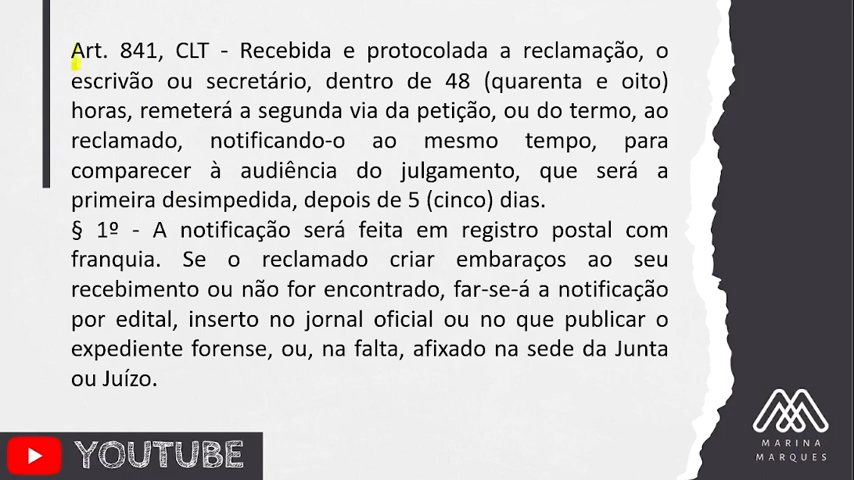 Art. 841, CLT - Recebida e protocolada a reclamação, o
escrivão ou secretário, dentro de 48 (quarenta e oito)
horas, remeterá a segunda via da petição, ou do termo, ao
reclamado, notificando-o ao mesmo tempo, para
comparecer à audiência do julgamento, que será a
primeira desimpedida, depois de 5 (cinco) dias.
§ 1º - A notificação será feita em registro postal com
franquia. Se o reclamado criar embaraços ao seu
recebimento ou não for encontrado, far-se-á a notificação
por edital, inserto no jornal oficial ou no que publicar o
expediente forense, ou, na falta, afixado na sede da Junta
ou Juízo.
YOUTUBE
MARINA
MARQUES